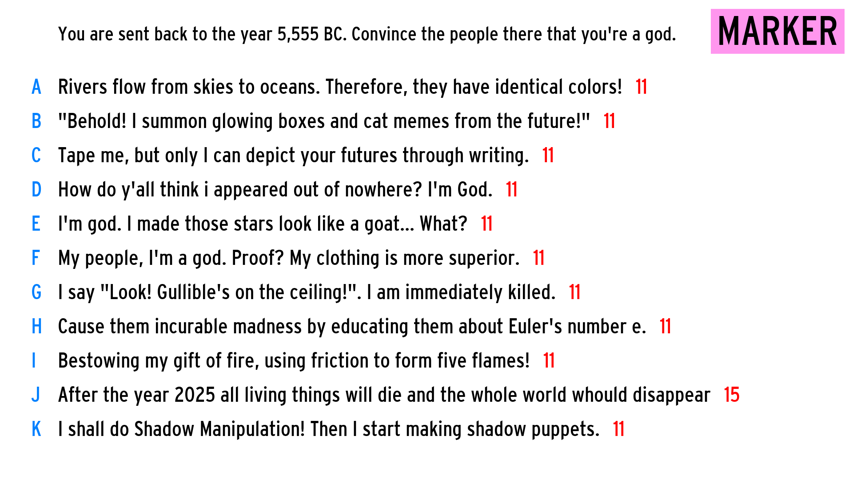 You are sent back to the year 5,555 BC. Convince the people there that you're a god.
MARKER
A Rivers flow from skies to oceans. Therefore, they have identical colors! 11
B "Behold! I summon glowing boxes and cat memes from the future!" 11
C Tape me, but only I can depict your futures through writing. 11
D How do y'all think i appeared out of nowhere? I'm God. 11
E I'm god. I made those stars look like a goat... What? 11
F My people, I'm a god. Proof? My clothing is more superior. 11
G I say "Look! Gullible's on the ceiling!". I am immediately killed. 11
H Cause them incurable madness by educating them about Euler's number e. 11
I Bestowing my gift of fire, using friction to form five flames! 11
J After the year 2025 all living things will die and the whole world whould disappear 15
K I shall do Shadow Manipulation! Then I start making shadow puppets. 11